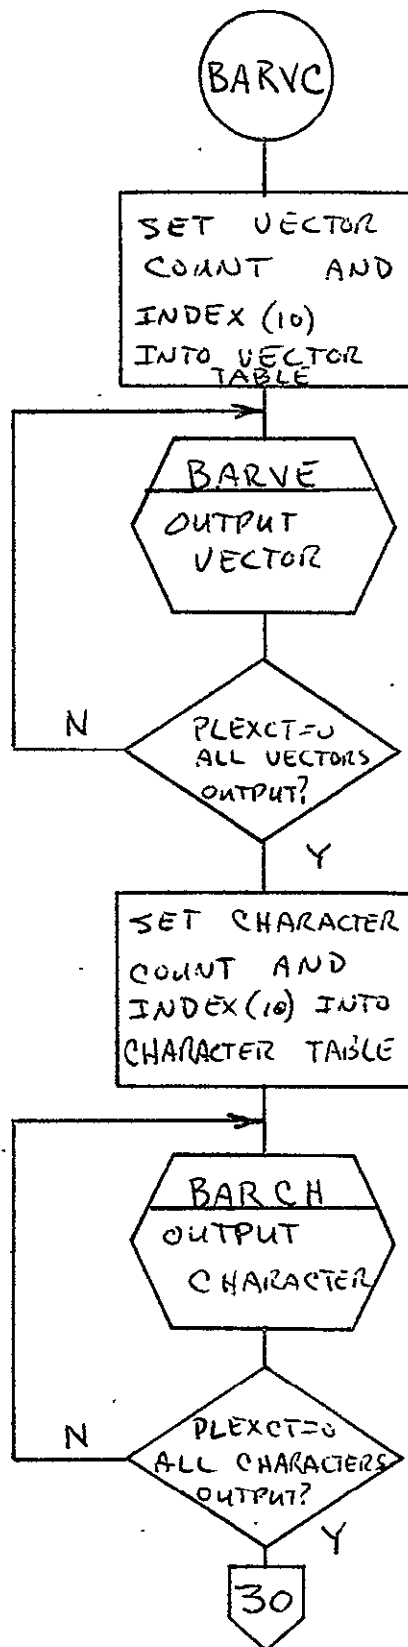 BARVC
SET VECTOR
COUNT AND
INDEX (10)
INTO VECTOR
TABLE
BARVE
OUTPUT
VECTOR
N
PLEXCT=0
ALL VECTORS
OUTPUT?
Y
SET CHARACTER
COUNT AND
INDEX (10) INTO
CHARACTER TABLE
BARCH
OUTPUT
CHARACTER
N
PLEXCT=0
ALL CHARACTERS
OUTPUT?
Y
30